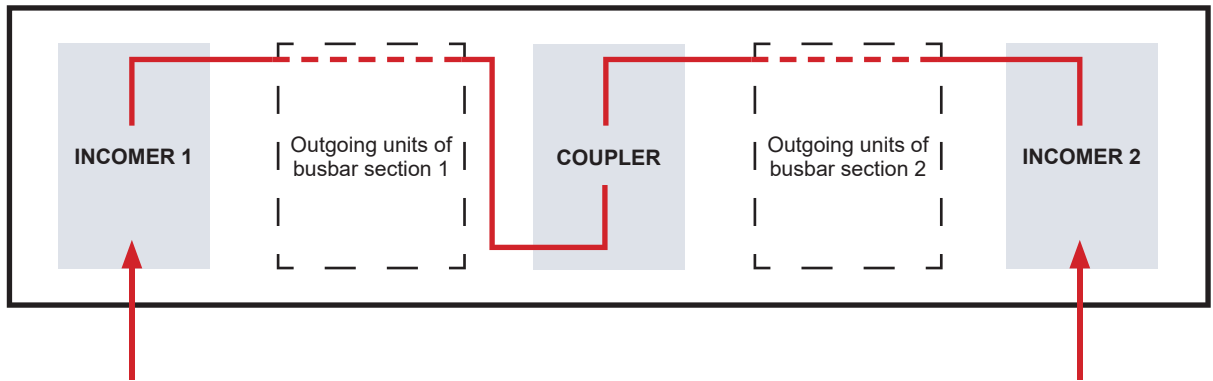 INCOMER 1
Outgoing units of
busbar section 1
COUPLER
Outgoing units of
busbar section 2
INCOMER 2